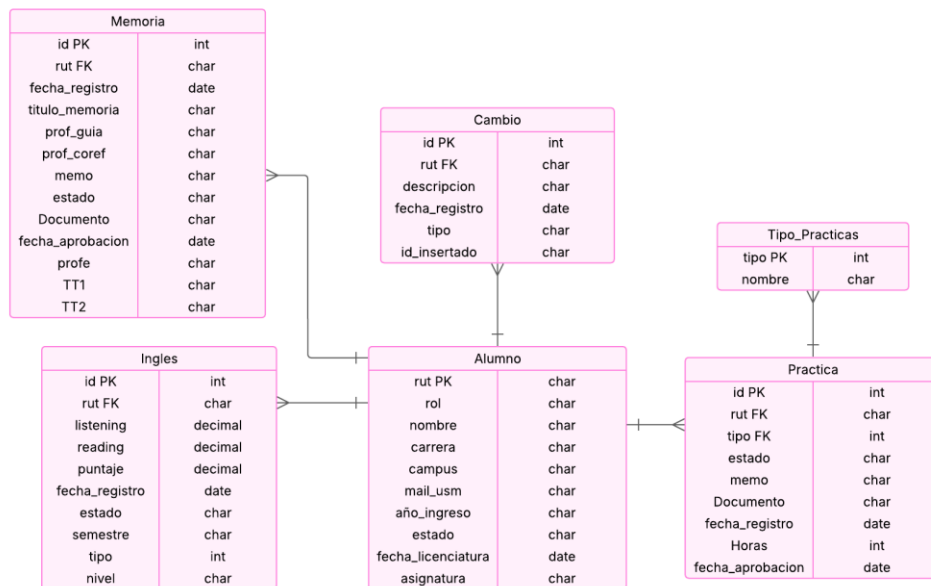 Memoria
id PK int
rut FK char
fecha_registro date
titulo_memoria char
prof_guia char
prof_coref char
memo char
estado char
Documento char
fecha_aprobacion date
profe char
TT1 char
TT2 char
Cambio
id PK int
rut FK char
descripcion char
fecha_registro date
tipo char
id_insertado char
Tipo_Practicas
tipo PK int
nombre char
Ingles
id PK int
rut FK char
listening decimal
reading decimal
puntaje decimal
fecha_registro date
estado char
semestre char
tipo int
nivel char
Alumno
rut PK char
rol char
nombre char
carrera char
campus char
mail_usm char
año_ingreso char
estado char
fecha_licenciatura date
asignatura char
Practica
id PK int
rut FK char
tipo FK int
estado char
memo char
Documento char
fecha_registro date
Horas int
fecha_aprobacion date